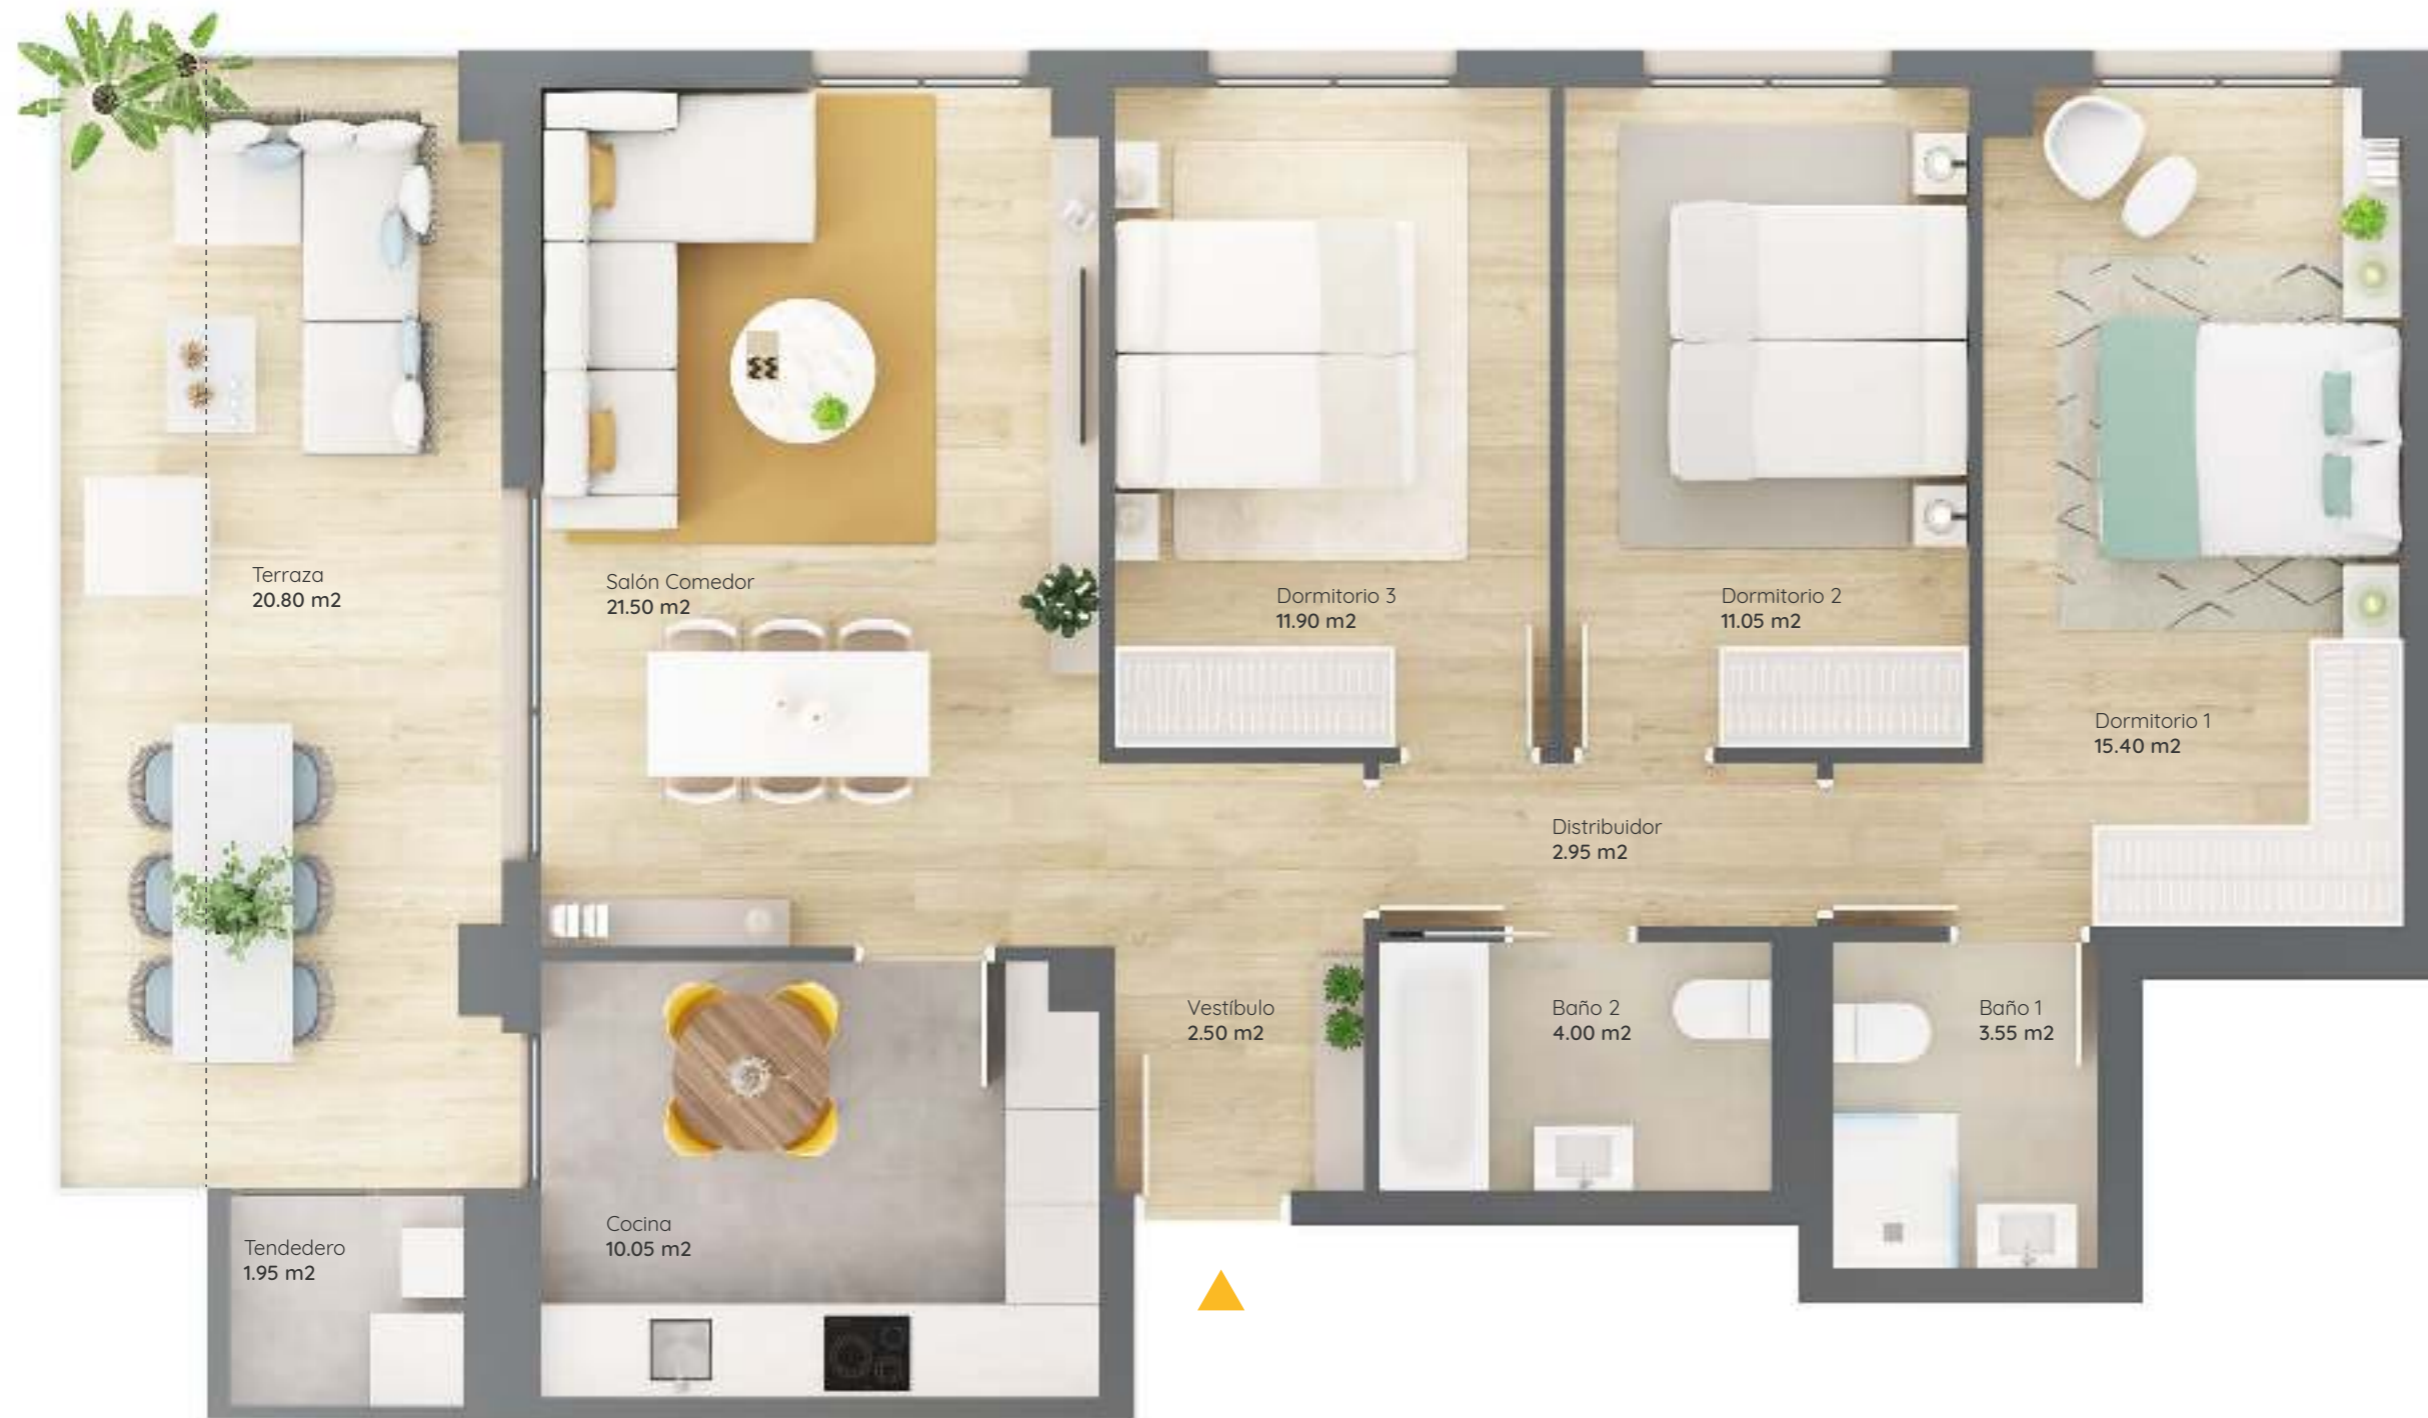 Terraza
20.80 m2
Salón Comedor
21.50 m2
Dormitorio 3
11.90 m2
Dormitorio 2
11.05 m2
Dormitorio 1
15.40 m2
Distribuidor
2.95 m2
Vestíbulo
2.50 m2
Baño 2
4.00 m2
Baño 1
3.55 m2
Cocina
10.05 m2
Tendedero
1.95 m2